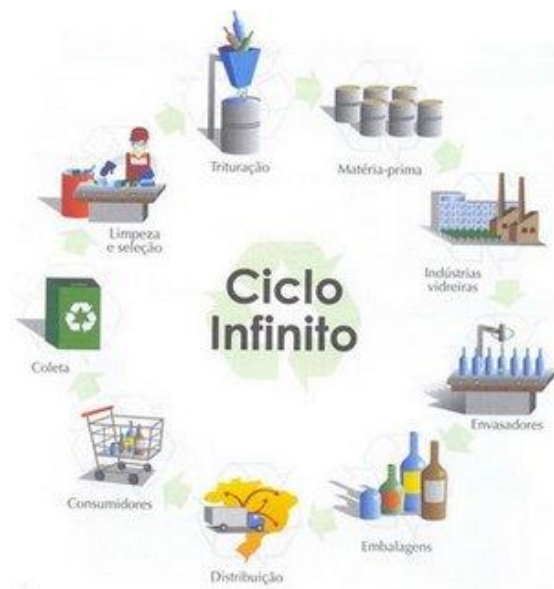 Trituração
Matéria-prima
Limpeza
e seleção
Indústrias
vidreiras
Ciclo
Infinito
Coleta
Envasadores
Consumidores
Embalagens
Distribuição